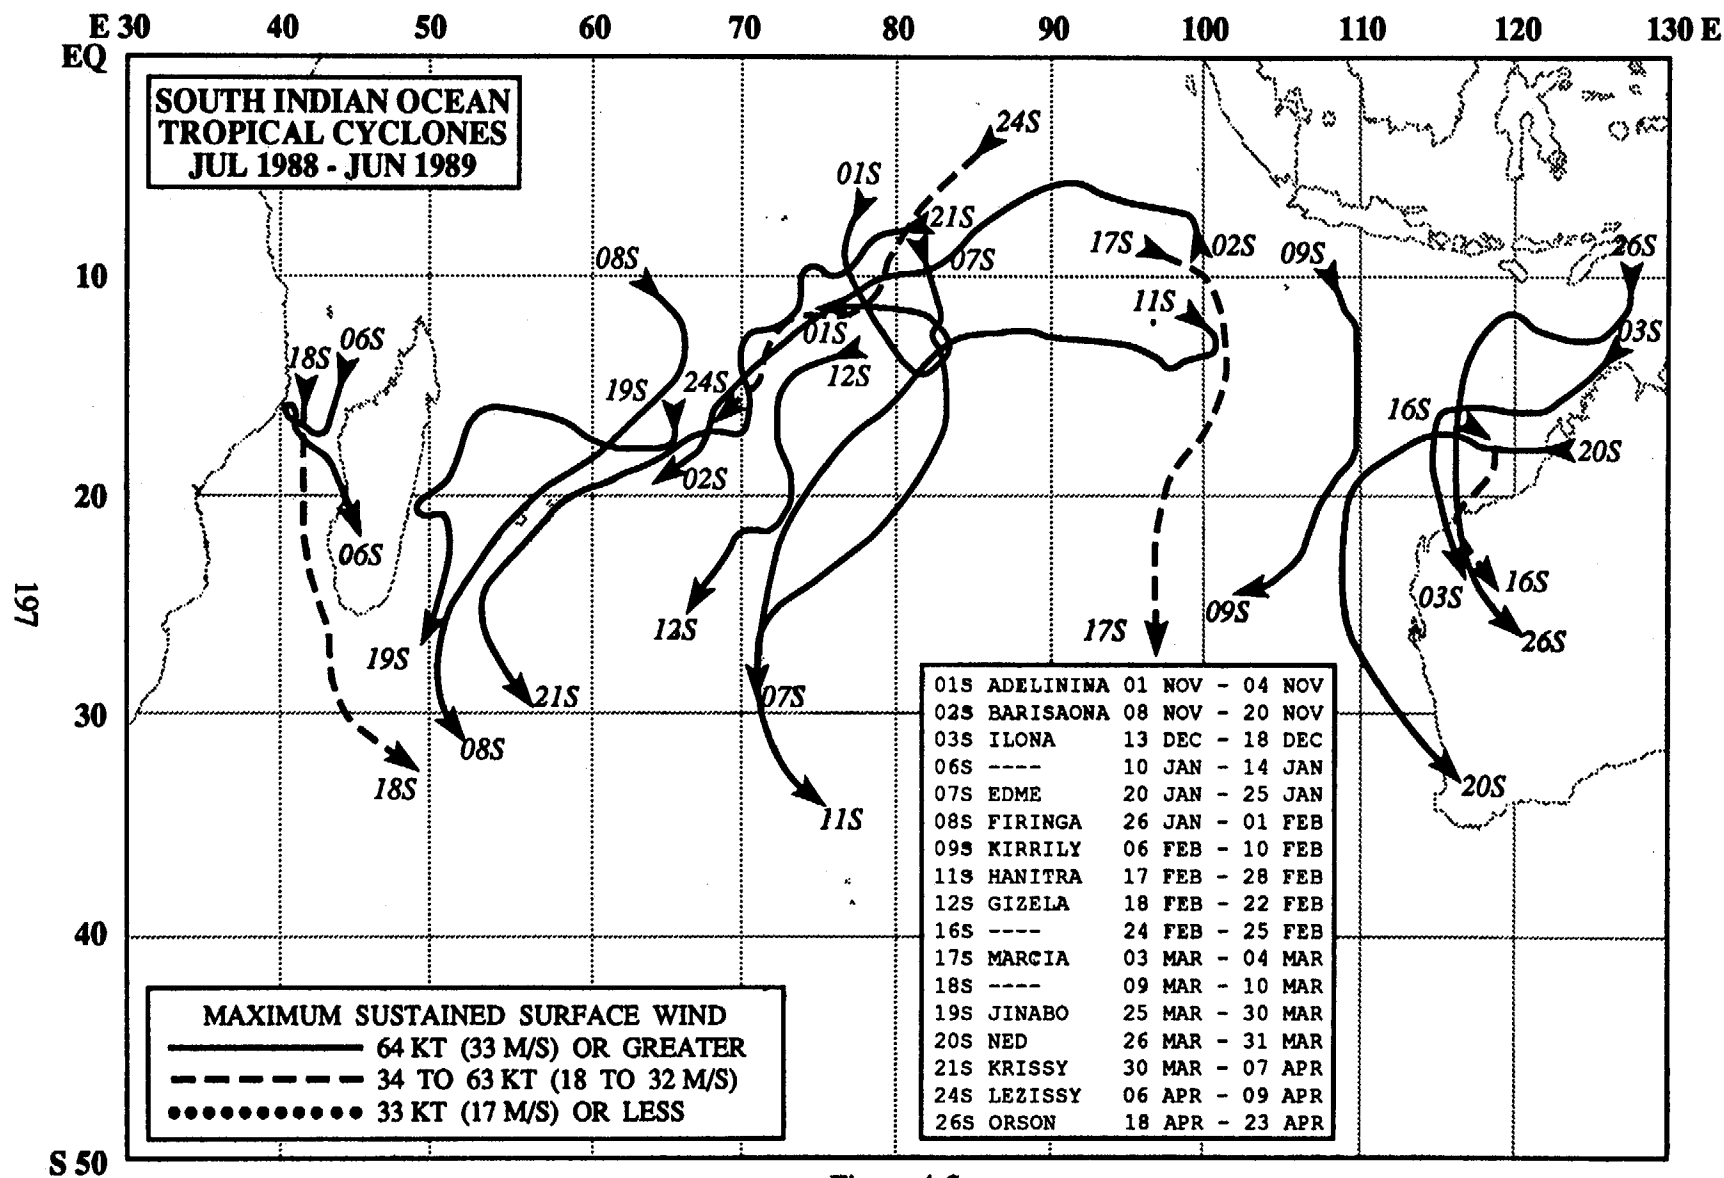 E 30 40 50 60 70 80 90 100 110 120 130 E
EQ
SOUTH INDIAN OCEAN
TROPICAL CYCLONES
JUL 1988 - JUN 1989
24S
01S
21S
17S
02S
09S
26S
08S
07S
10
11S
03S
06S
18S
01S
12S
19S
24S
16S
20S
02S
20
06S
16S
03S
09S
12S
17S
26S
19S
21S
07S
30
08S
18S
20S
11S
197
01S ADELININA 01 NOV - 04 NOV
02S BARISAONA 08 NOV - 20 NOV
03S ILONA 13 DEC - 18 DEC
06S ---- 10 JAN - 14 JAN
07S EDME 20 JAN - 25 JAN
08S FIRINGA 26 JAN - 01 FEB
09S KIRRILY 06 FEB - 10 FEB
11S HANITRA 17 FEB - 28 FEB
12S GIZELA 18 FEB - 22 FEB
16S ---- 24 FEB - 25 FEB
17S MARCIA 03 MAR - 04 MAR
18S ---- 09 MAR - 10 MAR
19S JINABO 25 MAR - 30 MAR
20S NED 26 MAR - 31 MAR
21S KRISSY 30 MAR - 07 APR
24S LEZISSY 06 APR - 09 APR
26S ORSON 18 APR - 23 APR
40
MAXIMUM SUSTAINED SURFACE WIND
64 KT (33 M/S) OR GREATER
34 TO 63 KT (18 TO 32 M/S)
33 KT (17 M/S) OR LESS
S 50